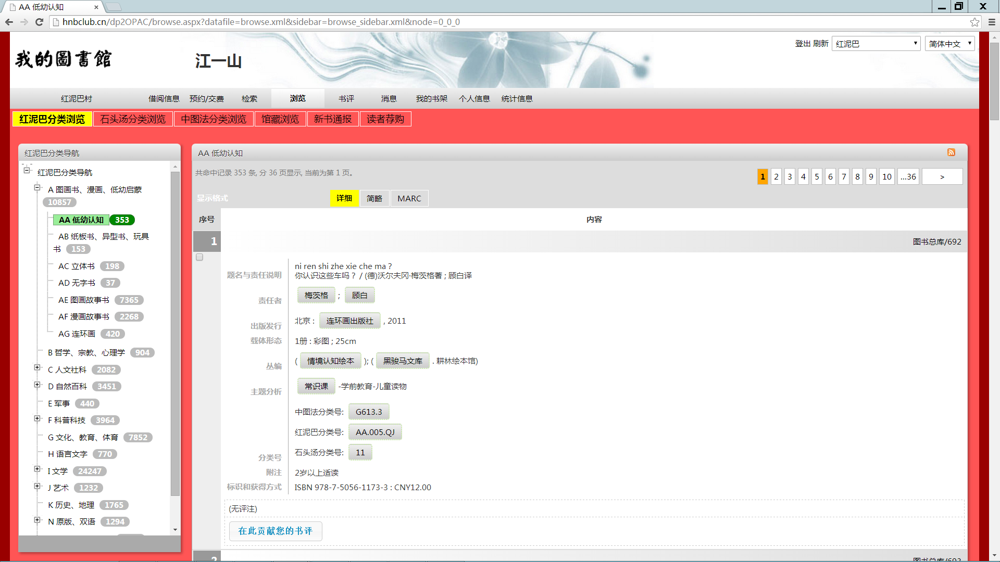 AA 低幼认知
hnbclub.cn/dp2OPAC/browse.aspx?datafile=browse.xml&sidebar=browse_sidebar.xml&node=0_0_0
我的圖書館
江一山
登出 刷新 红泥巴 简体中文
红泥巴村 借阅信息 预约/交费 检索 浏览 书评 消息 我的书架 个人信息 统计信息
红泥巴分类浏览 石头汤分类浏览 中图法分类浏览 馆藏浏览 新书通报 读者荐购
红泥巴分类导航
红泥巴分类导航
A 图画书、漫画、低幼启蒙
10857
AA 低幼认知 353
AB 纸板书、异型书、玩具
书 153
AC 立体书 198
AD 无字书 37
AE 图画故事书 7365
AF 漫画故事书 2268
AG 连环画 420
B 哲学、宗教、心理学 904
C 人文社科 2082
D 自然百科 3451
E 军事 440
F 科普科技 3964
G 文化、教育、体育 7852
H 语言文字 770
I 文学 24247
J 艺术 1232
K 历史、地理 1765
N 原版、双语 1294
AA 低幼认知
共命中记录 353 条, 分 36 页显示, 当前为第 1 页。
1 2 3 4 5 6 7 8 9 10 ...36 >
显示格式 详细 简略 MARC
序号 内容
1 图书总库/692
题名与责任说明 ni ren shi zhe xie che ma ?
你认识这些车吗？ / (德)沃尔夫冈·梅茨格著 ; 顾白译
责任者 梅茨格 ; 顾白
出版发行 北京 : 连环画出版社 , 2011
载体形态 1册 : 彩图 ; 25cm
丛编 ( 情境认知绘本 ); ( 黑骏马文库 . 耕林绘本馆)
主题分析 常识课 -学前教育-儿童读物
中图法分类号: G613.3
红泥巴分类号: AA.005.QJ
石头汤分类号: 11
分类号
附注 2岁以上适读
标识和获得方式 ISBN 978-7-5056-1173-3 : CNY12.00
(无评注)
在此贡献您的书评
2 图书总库/693